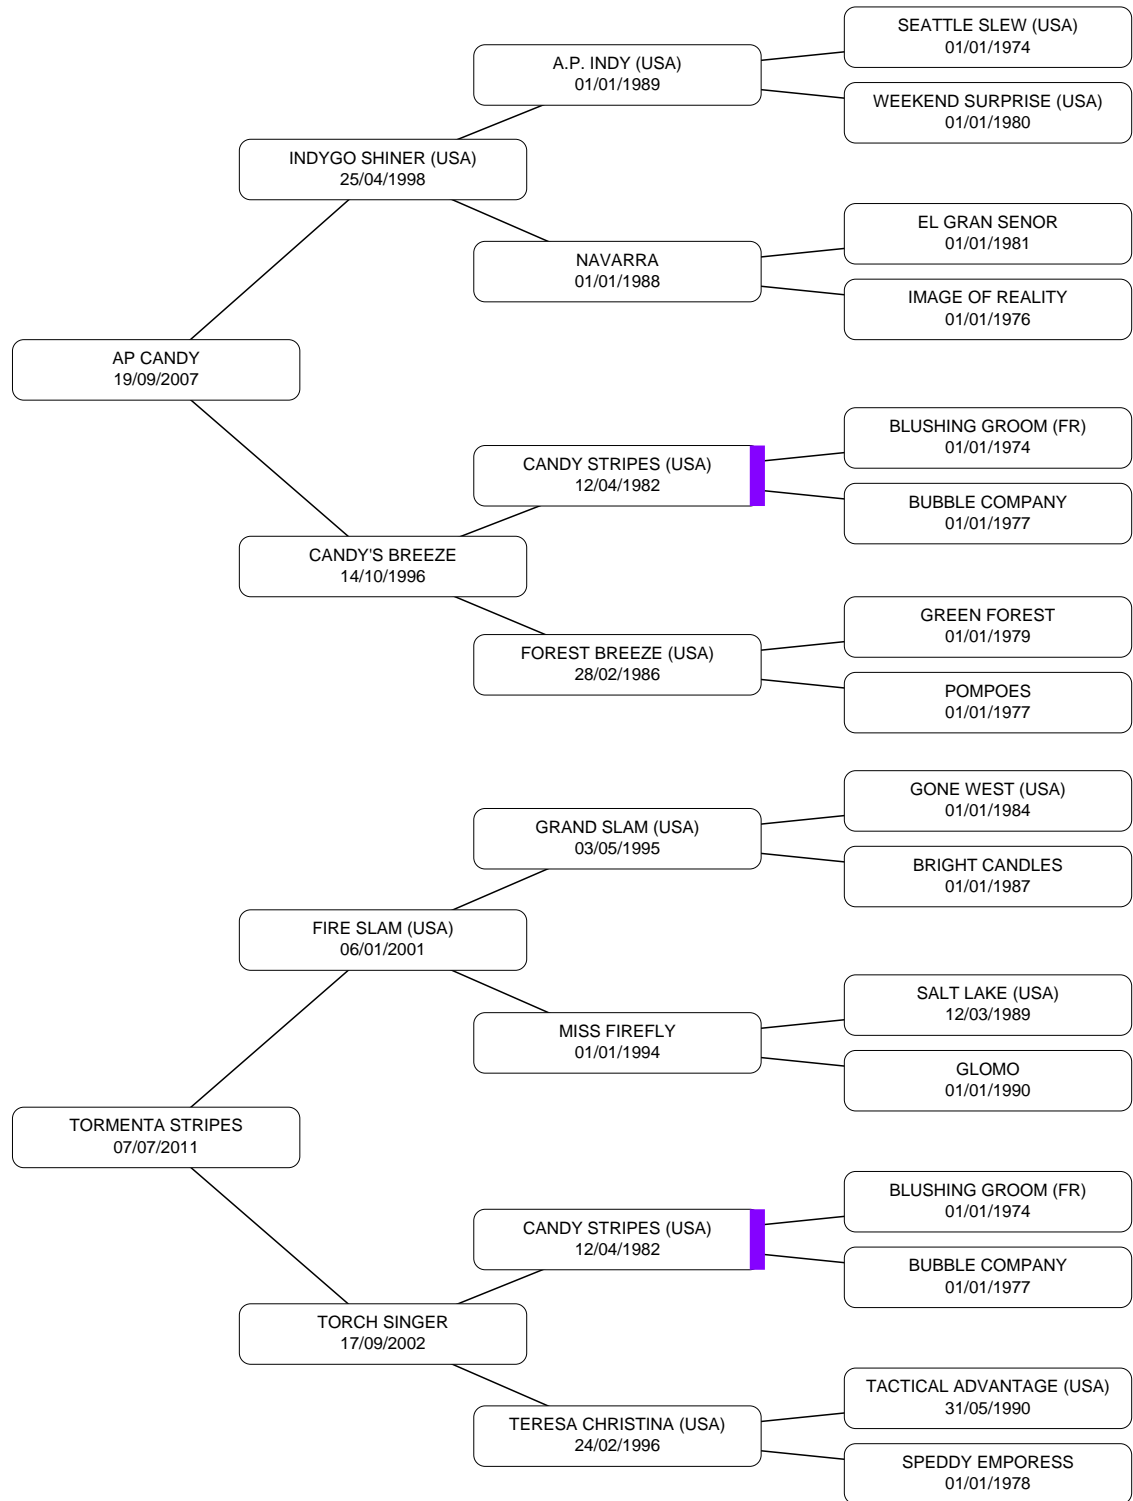 SEATTLE SLEW (USA)
01/01/1974
A.P. INDY (USA)
01/01/1989
WEEKEND SURPRISE (USA)
01/01/1980
INDYGO SHINER (USA)
25/04/1998
EL GRAN SENOR
01/01/1981
NAVARRA
01/01/1988
IMAGE OF REALITY
01/01/1976
AP CANDY
19/09/2007
BLUSHING GROOM (FR)
01/01/1974
CANDY STRIPES (USA)
12/04/1982
BUBBLE COMPANY
01/01/1977
CANDY'S BREEZE
14/10/1996
GREEN FOREST
01/01/1979
FOREST BREEZE (USA)
28/02/1986
POMPOES
01/01/1977
GONE WEST (USA)
01/01/1984
GRAND SLAM (USA)
03/05/1995
BRIGHT CANDLES
01/01/1987
FIRE SLAM (USA)
06/01/2001
SALT LAKE (USA)
12/03/1989
MISS FIREFLY
01/01/1994
GLOMO
01/01/1990
TORMENTA STRIPES
07/07/2011
BLUSHING GROOM (FR)
01/01/1974
CANDY STRIPES (USA)
12/04/1982
BUBBLE COMPANY
01/01/1977
TORCH SINGER
17/09/2002
TACTICAL ADVANTAGE (USA)
31/05/1990
TERESA CHRISTINA (USA)
24/02/1996
SPEDDY EMPORESS
01/01/1978